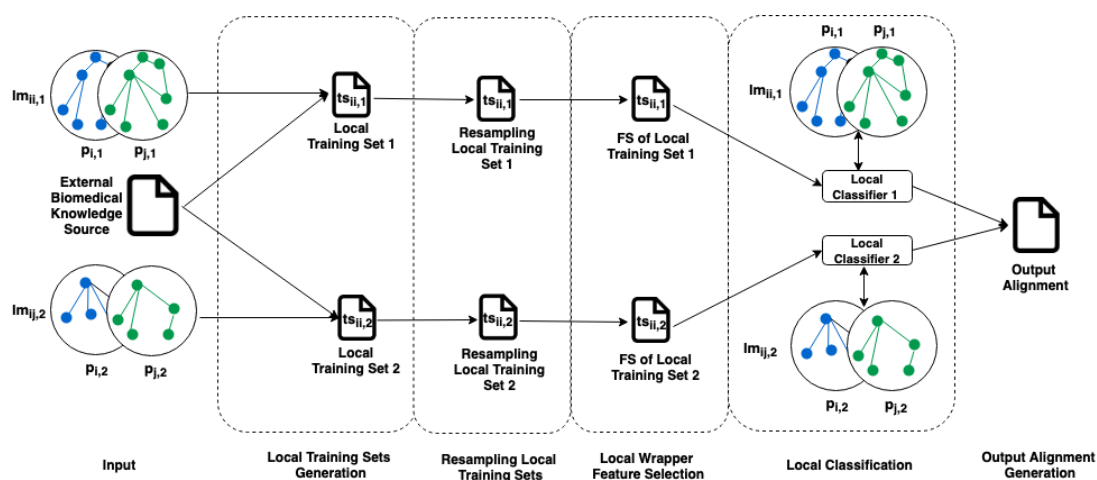 lm_ii,1
p_i,1
p_j,1
External
Biomedical
Knowledge
Source
lm_ij,2
p_i,2
p_j,2
Input
ts_ii,1
Local
Training Set 1
ts_ii,2
Local
Training Set 2
Local Training Sets
Generation
ts_ii,1
Resampling
Local Training
Set 1
ts_ii,2
Resampling
Local Training
Set 2
Resampling Local
Training Sets
ts_ii,1
FS of Local
Training Set 1
ts_ii,2
FS of Local
Training Set 2
Local Wrapper
Feature Selection
p_i,1
p_j,1
lm_ii,1
Local
Classifier 1
Local
Classifier 2
lm_ij,2
p_i,2
p_j,2
Local Classification
Output
Alignment
Output Alignment
Generation